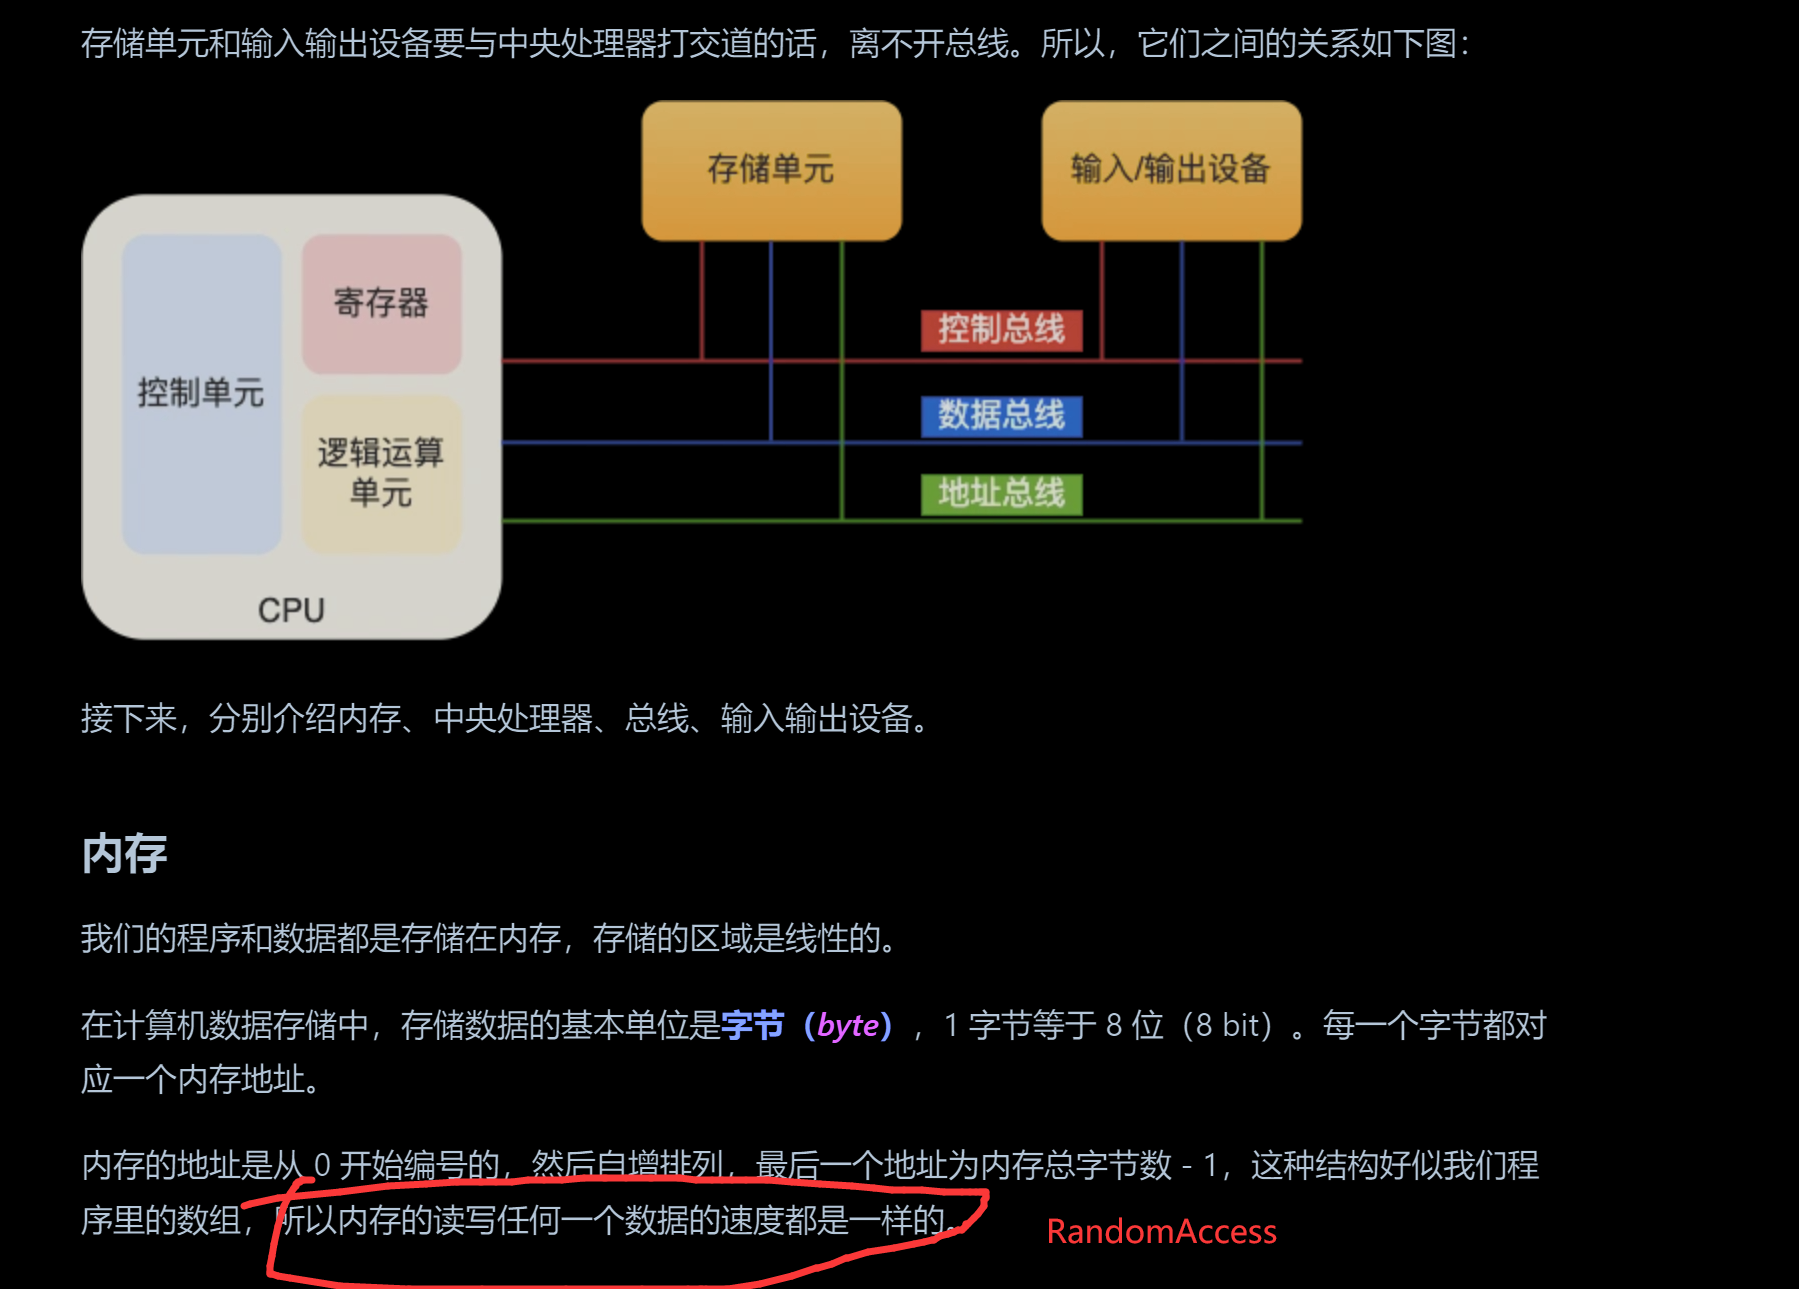 存储单元和输入输出设备要与中央处理器打交道的话，离不开总线。所以，它们之间的关系如下图：
存储单元
输入/输出设备
控制单元
寄存器
逻辑运算
单元
CPU
控制总线
数据总线
地址总线
接下来，分别介绍内存、中央处理器、总线、输入输出设备。
内存
我们的程序和数据都是存储在内存，存储的区域是线性的。
在计算机数据存储中，存储数据的基本单位是字节（byte），1 字节等于 8 位（8 bit）。每一个字节都对
应一个内存地址。
内存的地址是从 0 开始编号的，然后自增排列，最后一个地址为内存总字节数 - 1，这种结构好似我们程
序里的数组，所以内存的读写任何一个数据的速度都是一样的。
RandomAccess